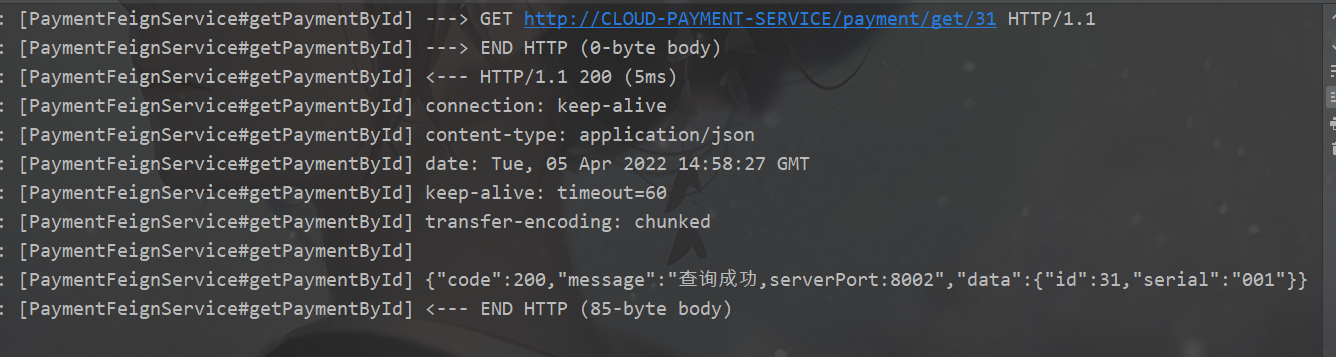 : [PaymentFeignService#getPaymentById] ---> GET http://CLOUD-PAYMENT-SERVICE/payment/get/31 HTTP/1.1
: [PaymentFeignService#getPaymentById] ---> END HTTP (0-byte body)
: [PaymentFeignService#getPaymentById] <--- HTTP/1.1 200 (5ms)
: [PaymentFeignService#getPaymentById] connection: keep-alive
: [PaymentFeignService#getPaymentById] content-type: application/json
: [PaymentFeignService#getPaymentById] date: Tue, 05 Apr 2022 14:58:27 GMT
: [PaymentFeignService#getPaymentById] keep-alive: timeout=60
: [PaymentFeignService#getPaymentById] transfer-encoding: chunked
: [PaymentFeignService#getPaymentById]
: [PaymentFeignService#getPaymentById] {"code":200,"message":"查询成功,serverPort:8002","data":{"id":31,"serial":"001"}}
: [PaymentFeignService#getPaymentById] <--- END HTTP (85-byte body)